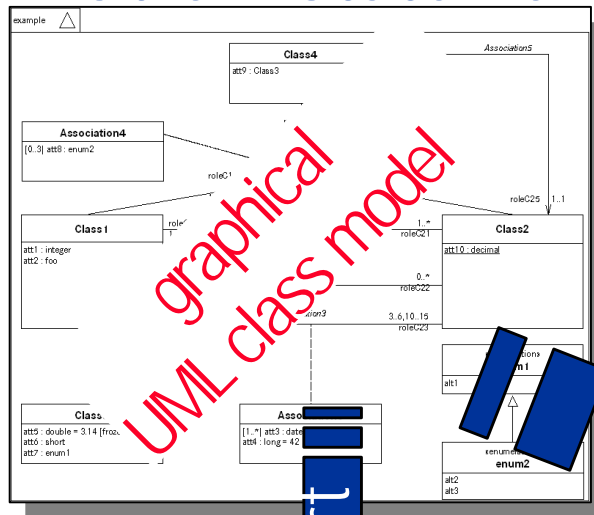 example
Class4
att9 : Class3
Association5
Association4
[0..3] att8 : enum2
graphical
UML class model
roleC25
1..1
Class1
att1 : integer
att2 : foo
1
1..*
roleC21
Class2
att10 : decimal
0..*
roleC22
3..6,10..15
roleC23
alt1
att5 : double = 3.14
att6 : short
att7 : enum1
[1..*] att3 : date
att4 : long = 42
enum2
alt2
alt3